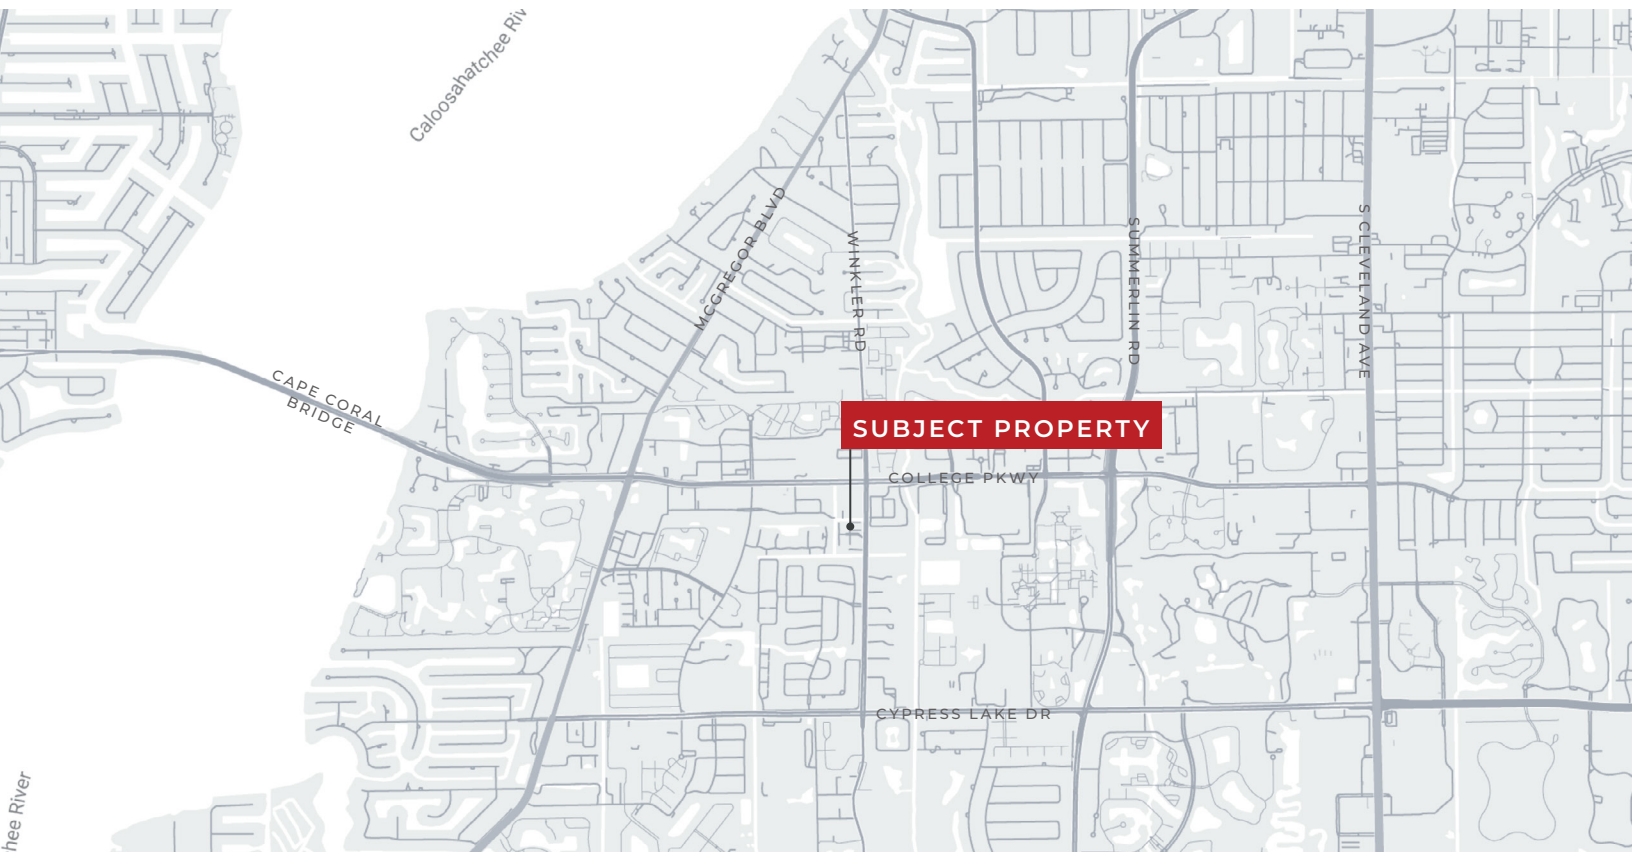 Caloosahatchee Riv
MCGREGOR BLVD
WINKLER RD
SUMMERLIN RD
S CLEVELAND AVE
CAPE CORAL
BRIDGE
SUBJECT PROPERTY
COLLEGE PKWY
CYPRESS LAKE DR
hee River